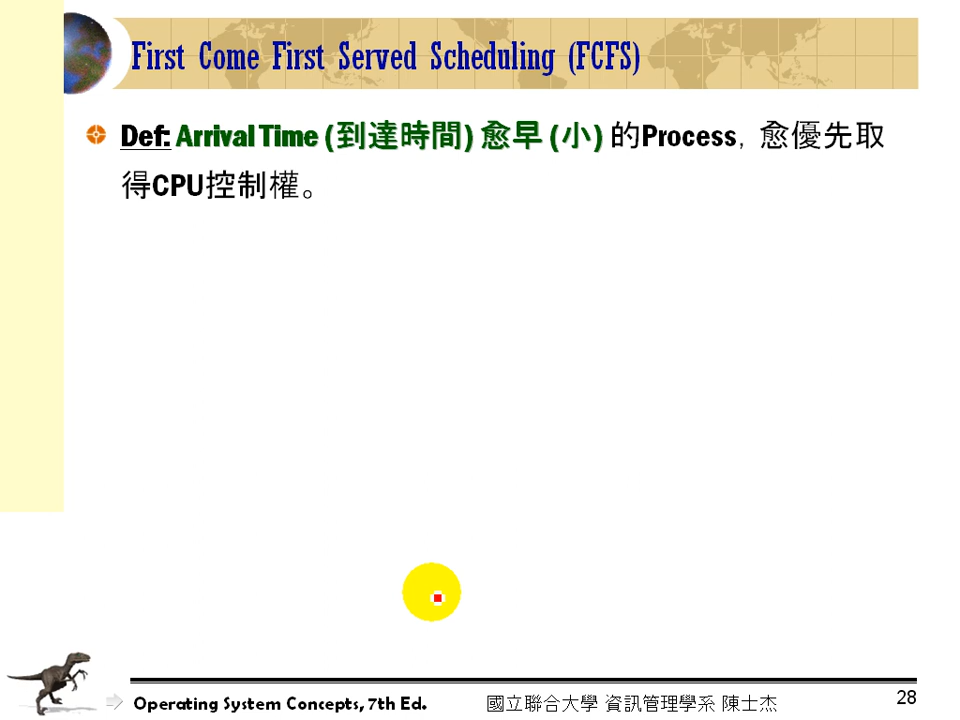 First Come First Served Scheduling (FCFS)
Def: Arrival Time (到達時間) 愈早 (小) 的Process，愈優先取
得CPU控制權。
Operating System Concepts, 7th Ed.
國立聯合大學 資訊管理學系 陳士杰
28